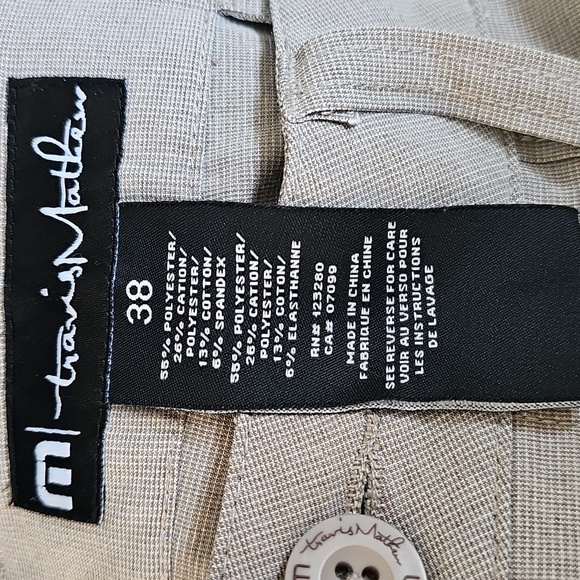 m|travisMathew
38
55% POLYESTER/
26% CATION/
POLYESTER/
13% COTTON/
6% SPANDEX
55% POLYESTER/
26% CATION/
POLYESTER/
13% COTON/
6% ELASTHANNE
RN# 123280
CA# 07099
MADE IN CHINA
FABRIQUE EN CHINE
SEE REVERSE FOR CARE
VOIR AU VERSO POUR
LES INSTRUCTIONS
DE LAVAGE
travisMathew